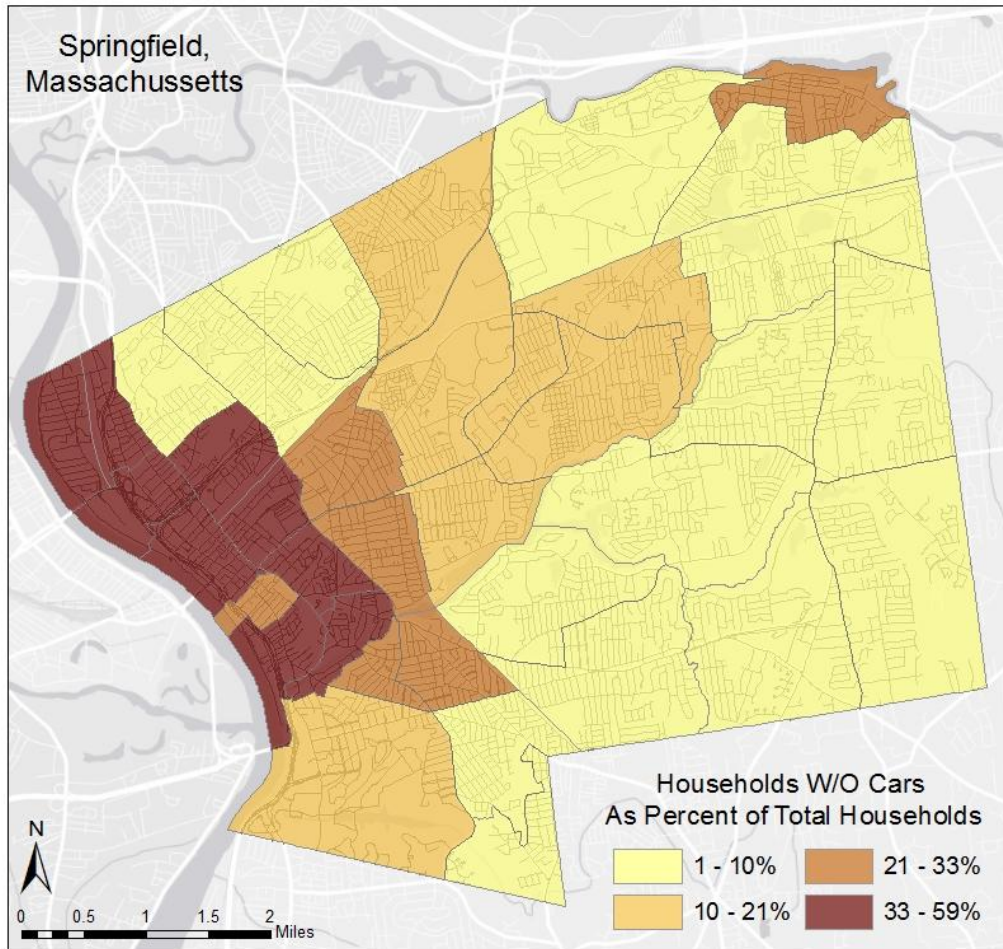 Springfield,
Massachussetts
Households W/O Cars
As Percent of Total Households
1 - 10%
21 - 33%
10 - 21%
33 - 59%
N
0 0.5 1 1.5 2
Miles